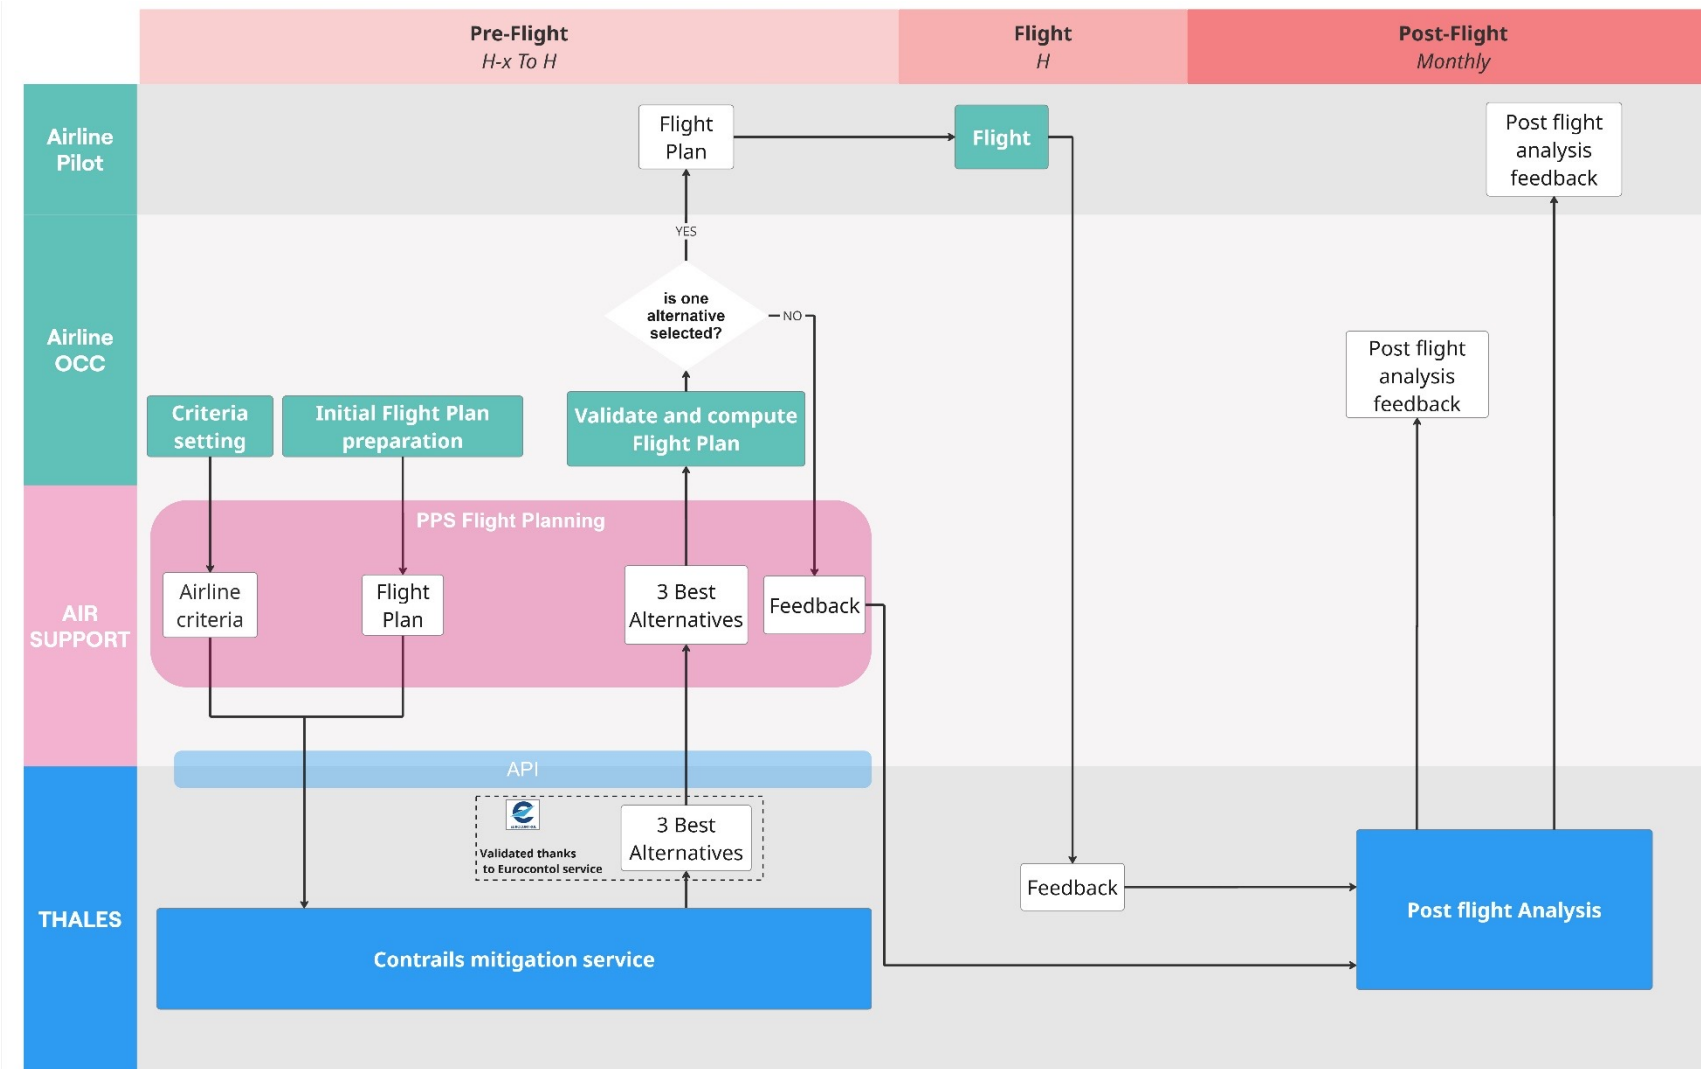 Pre-Flight
H-x To H
Flight
H
Post-Flight
Monthly
Airline
Pilot
Flight
Plan
Flight
Post flight
analysis
feedback
YES
Airline
OCC
is one
alternative
selected?
NO
Post flight
analysis
feedback
Criteria
setting
Initial Flight Plan
preparation
Validate and compute
Flight Plan
AIR
SUPPORT
PPS Flight Planning
Airline
criteria
Flight
Plan
3 Best
Alternatives
Feedback
API
THALES
Validated thanks
to Eurocontol service
3 Best
Alternatives
Feedback
Post flight Analysis
Contrails mitigation service